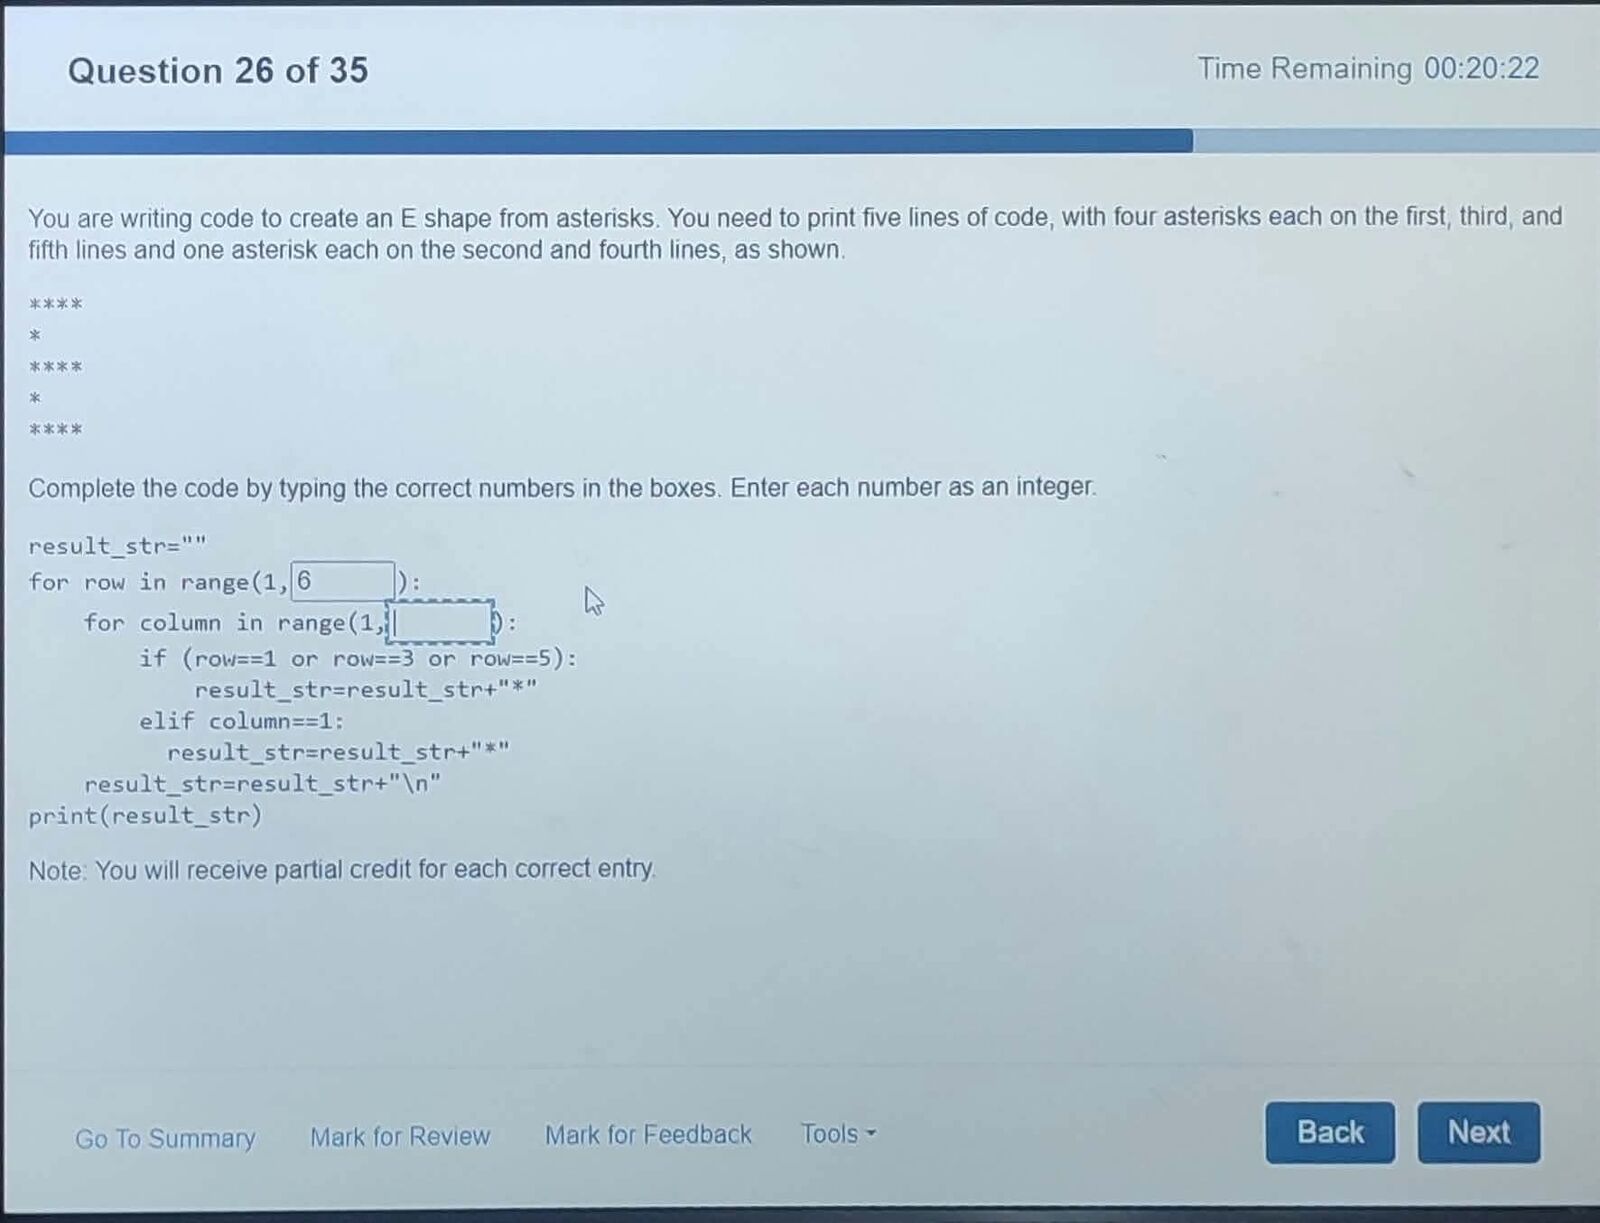 Question 26 of 35
Time Remaining 00:20:22
You are writing code to create an E shape from asterisks. You need to print five lines of code, with four asterisks each on the first, third, and
fifth lines and one asterisk each on the second and fourth lines, as shown.
****
*
****
*
****
Complete the code by typing the correct numbers in the boxes. Enter each number as an integer.
result_str=""
for row in range(1,6):
    for column in range(1,):
        if (row==1 or row==3 or row==5):
            result_str=result_str+"*"
        elif column==1:
          result_str=result_str+"*"
    result_str=result_str+"\n"
print(result_str)
Note: You will receive partial credit for each correct entry.
Go To Summary Mark for Review Mark for Feedback Tools Back Next